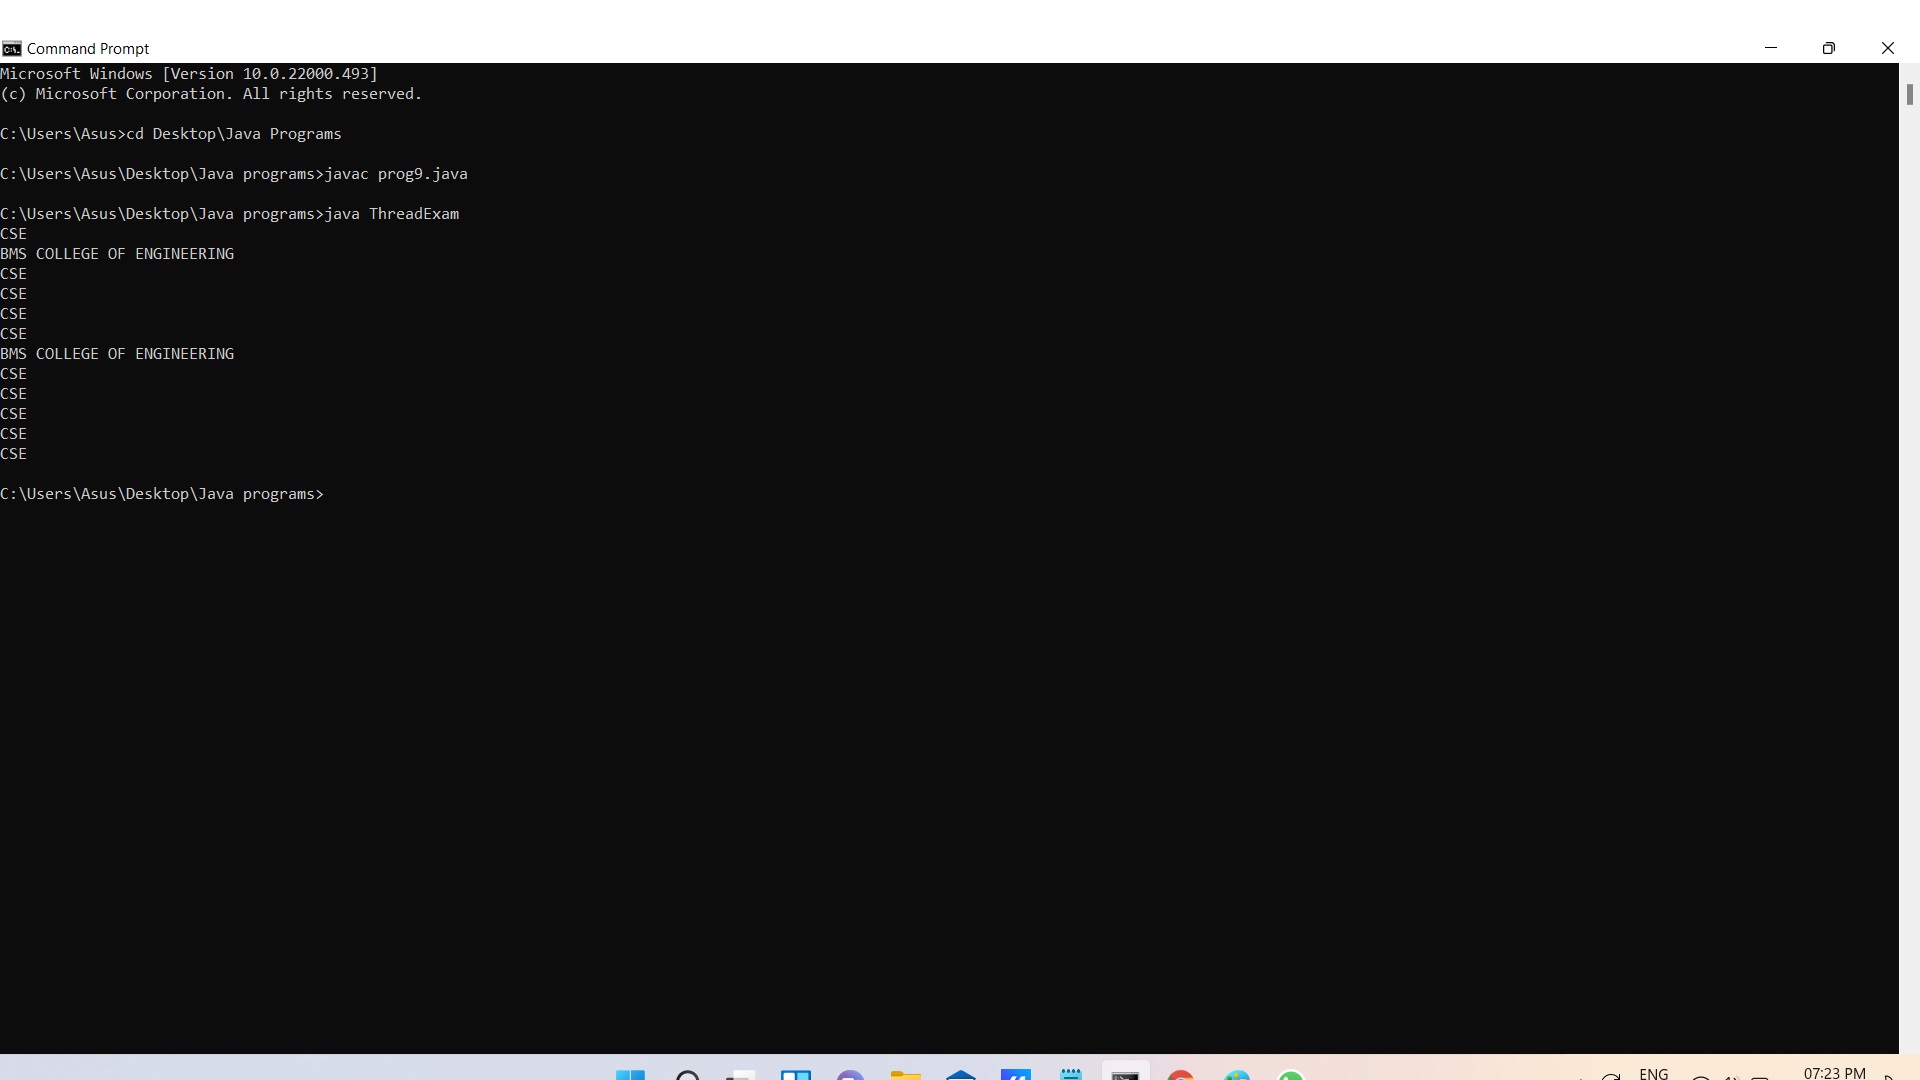 Command Prompt
Microsoft Windows [Version 10.0.22000.493]
(c) Microsoft Corporation. All rights reserved.
C:\Users\Asus>cd Desktop\Java Programs
C:\Users\Asus\Desktop\Java programs>javac prog9.java
C:\Users\Asus\Desktop\Java programs>java ThreadExam
CSE
BMS COLLEGE OF ENGINEERING
CSE
CSE
CSE
CSE
BMS COLLEGE OF ENGINEERING
CSE
CSE
CSE
CSE
CSE
C:\Users\Asus\Desktop\Java programs>
ENG
07:23 PM